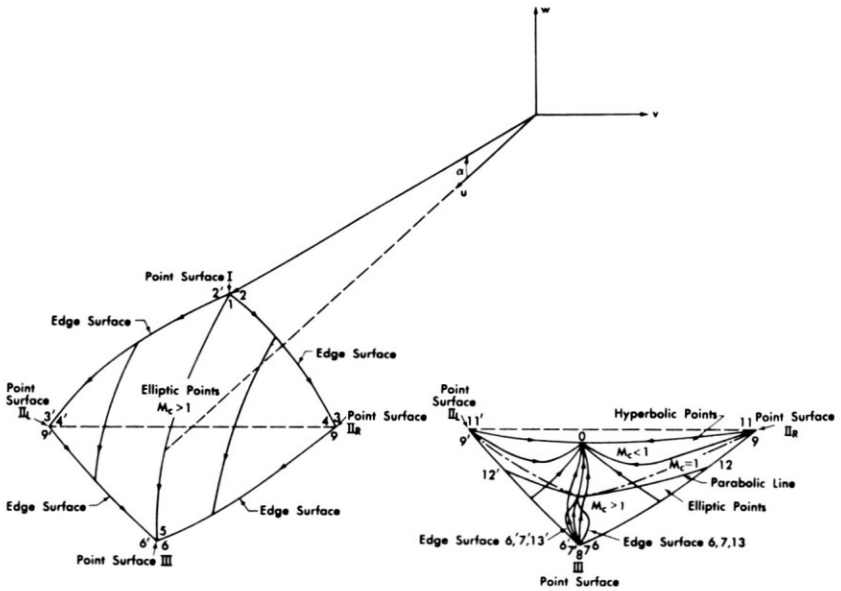 w
v
α
u
Point Surface I
2' 2
1
Edge Surface
Edge Surface
Elliptic Points
Mc>1
Point
Surface
IIL
3' 4'
9'
4 3
9
Point Surface
IIR
Edge Surface
Edge Surface
5
6' 6
Point Surface III
Point
Surface
IIL
11'
9'
Hyperbolic Points
11
Point Surface
9
IIR
0
Mc<1
Mc=1
12
12'
Parabolic Line
Elliptic Points
Mc>1
Edge Surface 6,'7,'13'
Edge Surface 6,7,13
6' 7' 8 7 6
III
Point Surface